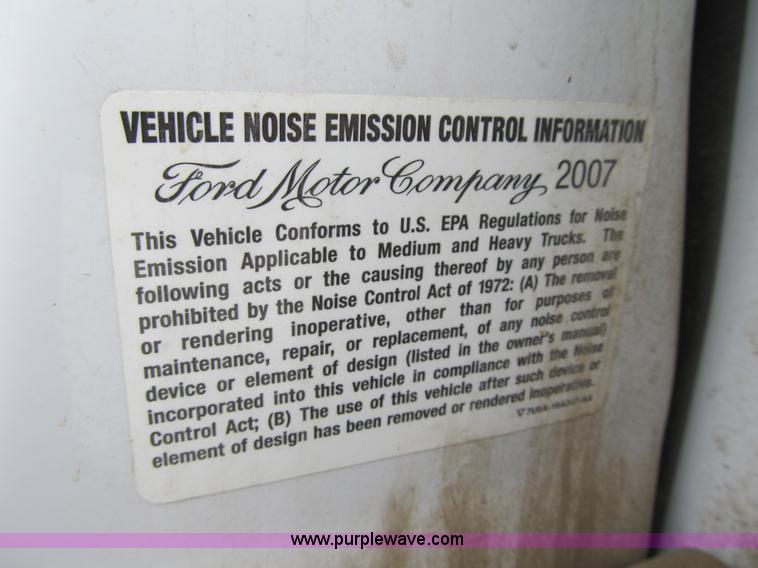 VEHICLE NOISE EMISSION CONTROL INFORMATION
Ford Motor Company 2007
This Vehicle Conforms to U.S. EPA Regulations for Noise
Emission Applicable to Medium and Heavy Trucks. The
following acts or the causing thereof by any person are
prohibited by the Noise Control Act of 1972: (A) The removal
or rendering inoperative, other than for purposes of
maintenance, repair, or replacement, of any noise control
device or element of design (listed in the owner's manual)
incorporated into this vehicle in compliance with the Noise
Control Act; (B) The use of this vehicle after such device or
element of design has been removed or rendered inoperative.
www.purplewave.com